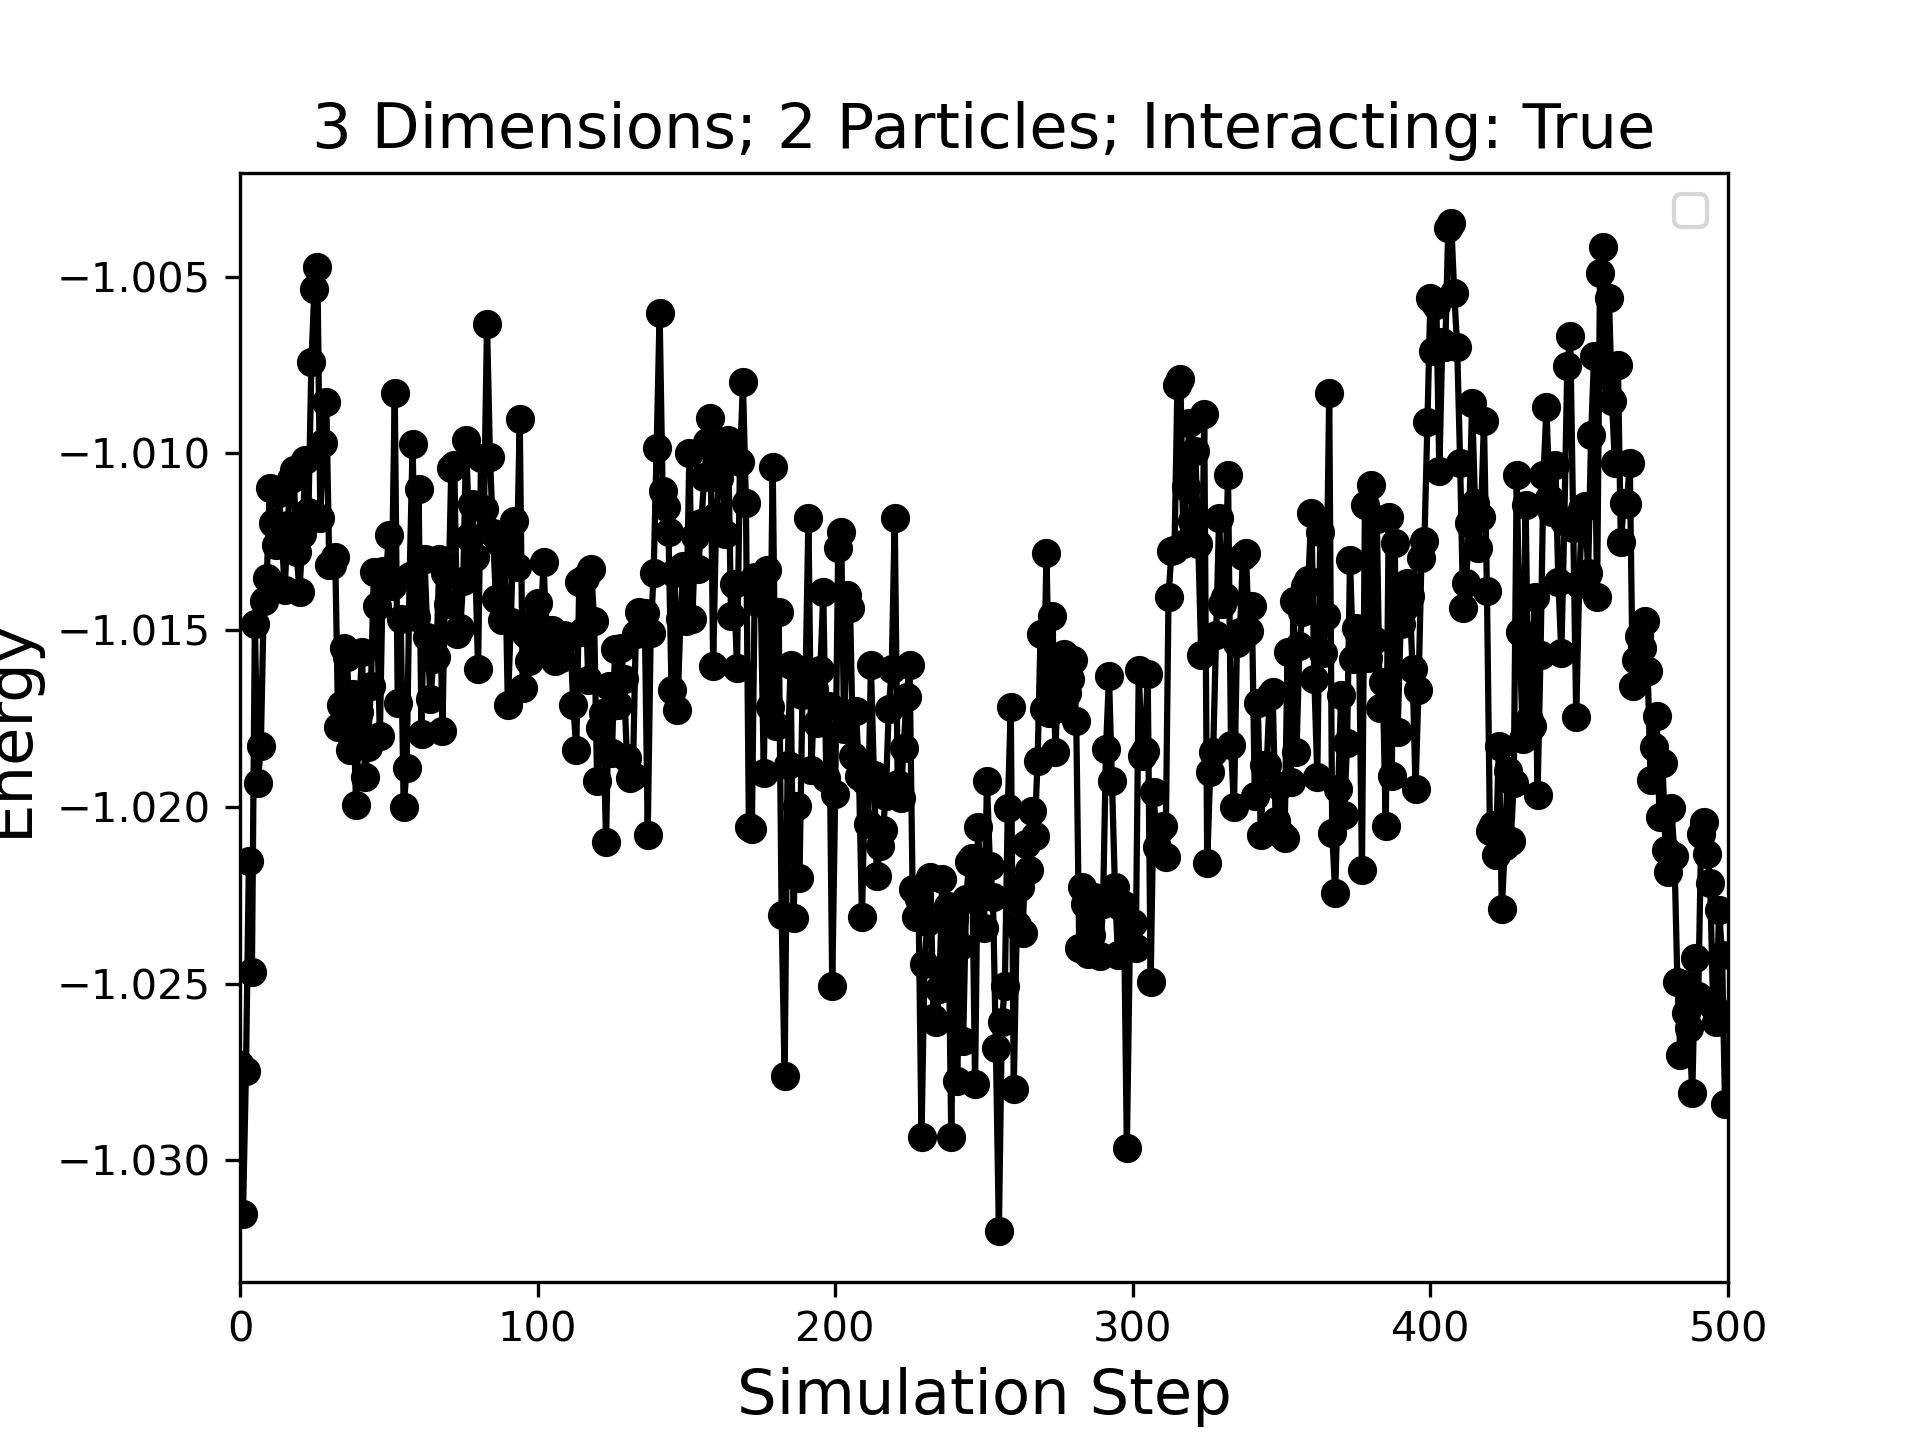 3 Dimensions; 2 Particles; Interacting: True
−1.005
−1.010
−1.015
−1.020
−1.025
−1.030
Energy
0 100 200 300 400 500
Simulation Step